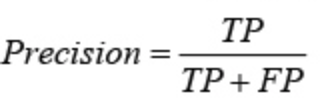 Precision = TP / (TP + FP)